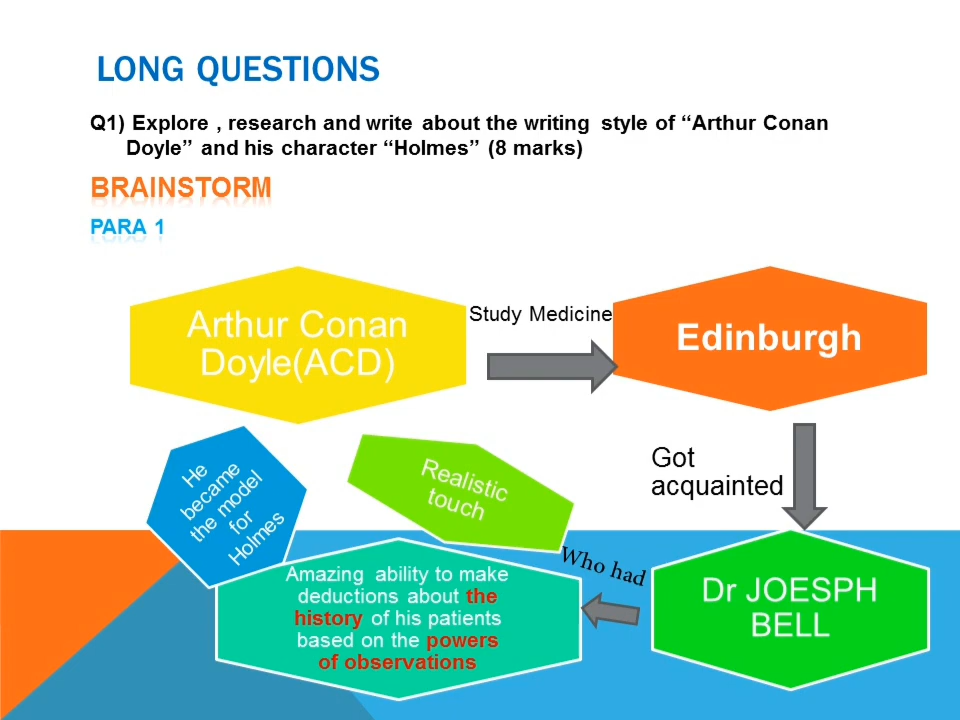 LONG QUESTIONS
Q1) Explore , research and write about the writing style of “Arthur Conan
Doyle” and his character “Holmes” (8 marks)
BRAINSTORM
PARA 1
Arthur Conan
Doyle(ACD)
Study Medicine
Edinburgh
Got
acquainted
Dr JOESPH
BELL
Who had
Amazing ability to make
deductions about the
history of his patients
based on the powers
of observations
Realistic
touch
He
became
the model
for
Holmes